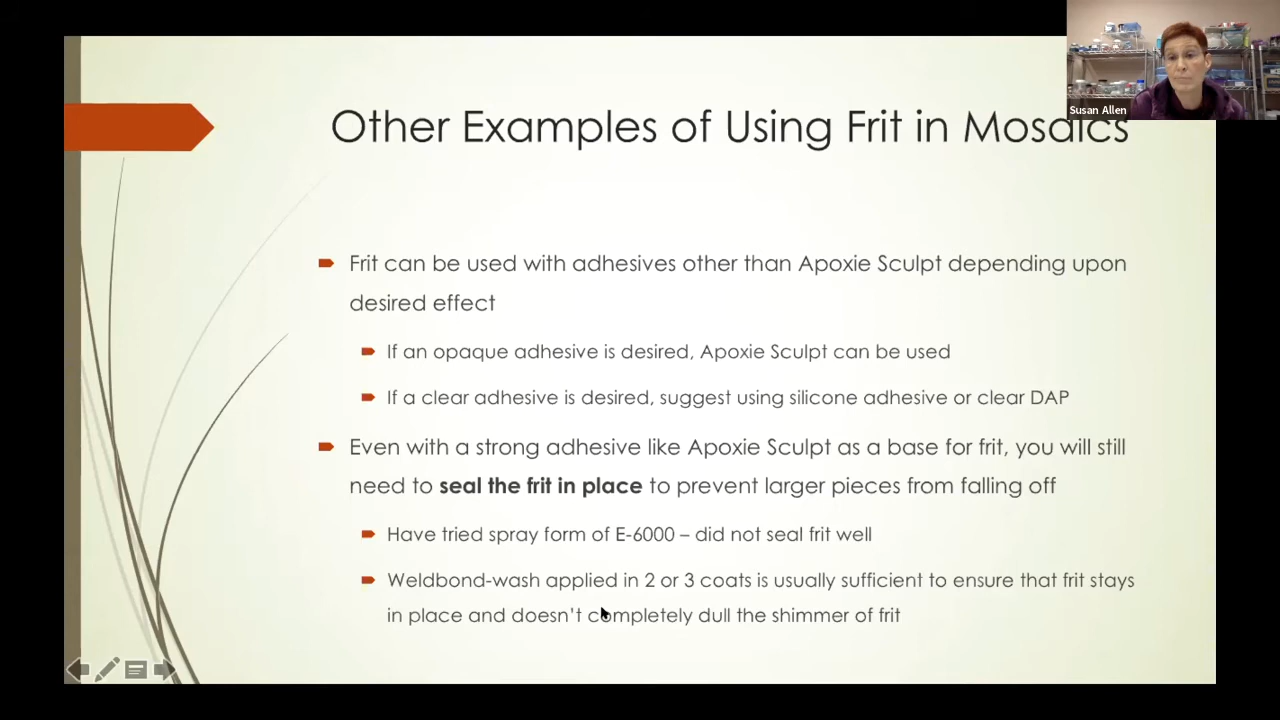 Susan Allen
Other Examples of Using Frit in Mosaics
Frit can be used with adhesives other than Apoxie Sculpt depending upon
desired effect
If an opaque adhesive is desired, Apoxie Sculpt can be used
If a clear adhesive is desired, suggest using silicone adhesive or clear DAP
Even with a strong adhesive like Apoxie Sculpt as a base for frit, you will still
need to seal the frit in place to prevent larger pieces from falling off
Have tried spray form of E-6000 – did not seal frit well
Weldbond-wash applied in 2 or 3 coats is usually sufficient to ensure that frit stays
in place and doesn't completely dull the shimmer of frit